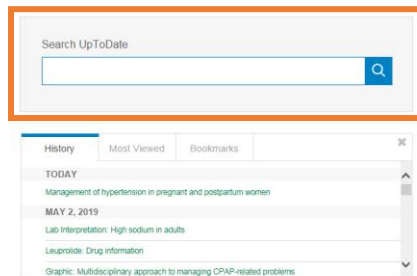 Search UpToDate
History Most Viewed Bookmarks
TODAY
Management of hypertension in pregnant and postpartum women
MAY 2, 2019
Lab Interpretation: High sodium in adults
Leuprolide: Drug information
Graphic: Multidisciplinary approach to managing CPAP-related problems